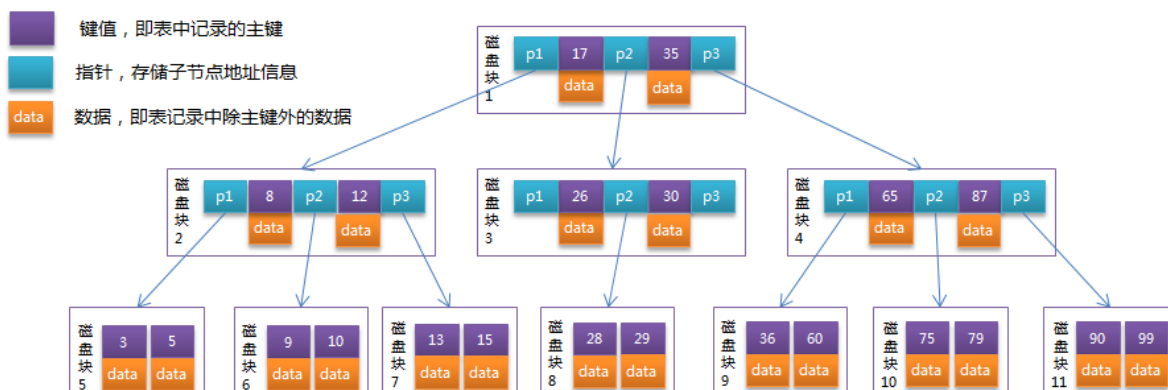 键值，即表中记录的主键
指针，存储子节点地址信息
data 数据，即表记录中除主键外的数据
磁盘块1
p1 17 p2 35 p3
data data
磁盘块2
p1 8 p2 12 p3
data data
磁盘块3
p1 26 p2 30 p3
data data
磁盘块4
p1 65 p2 87 p3
data data
磁盘块5
3 5
data data
磁盘块6
9 10
data data
磁盘块7
13 15
data data
磁盘块8
28 29
data data
磁盘块9
36 60
data data
磁盘块10
75 79
data data
磁盘块11
90 99
data data